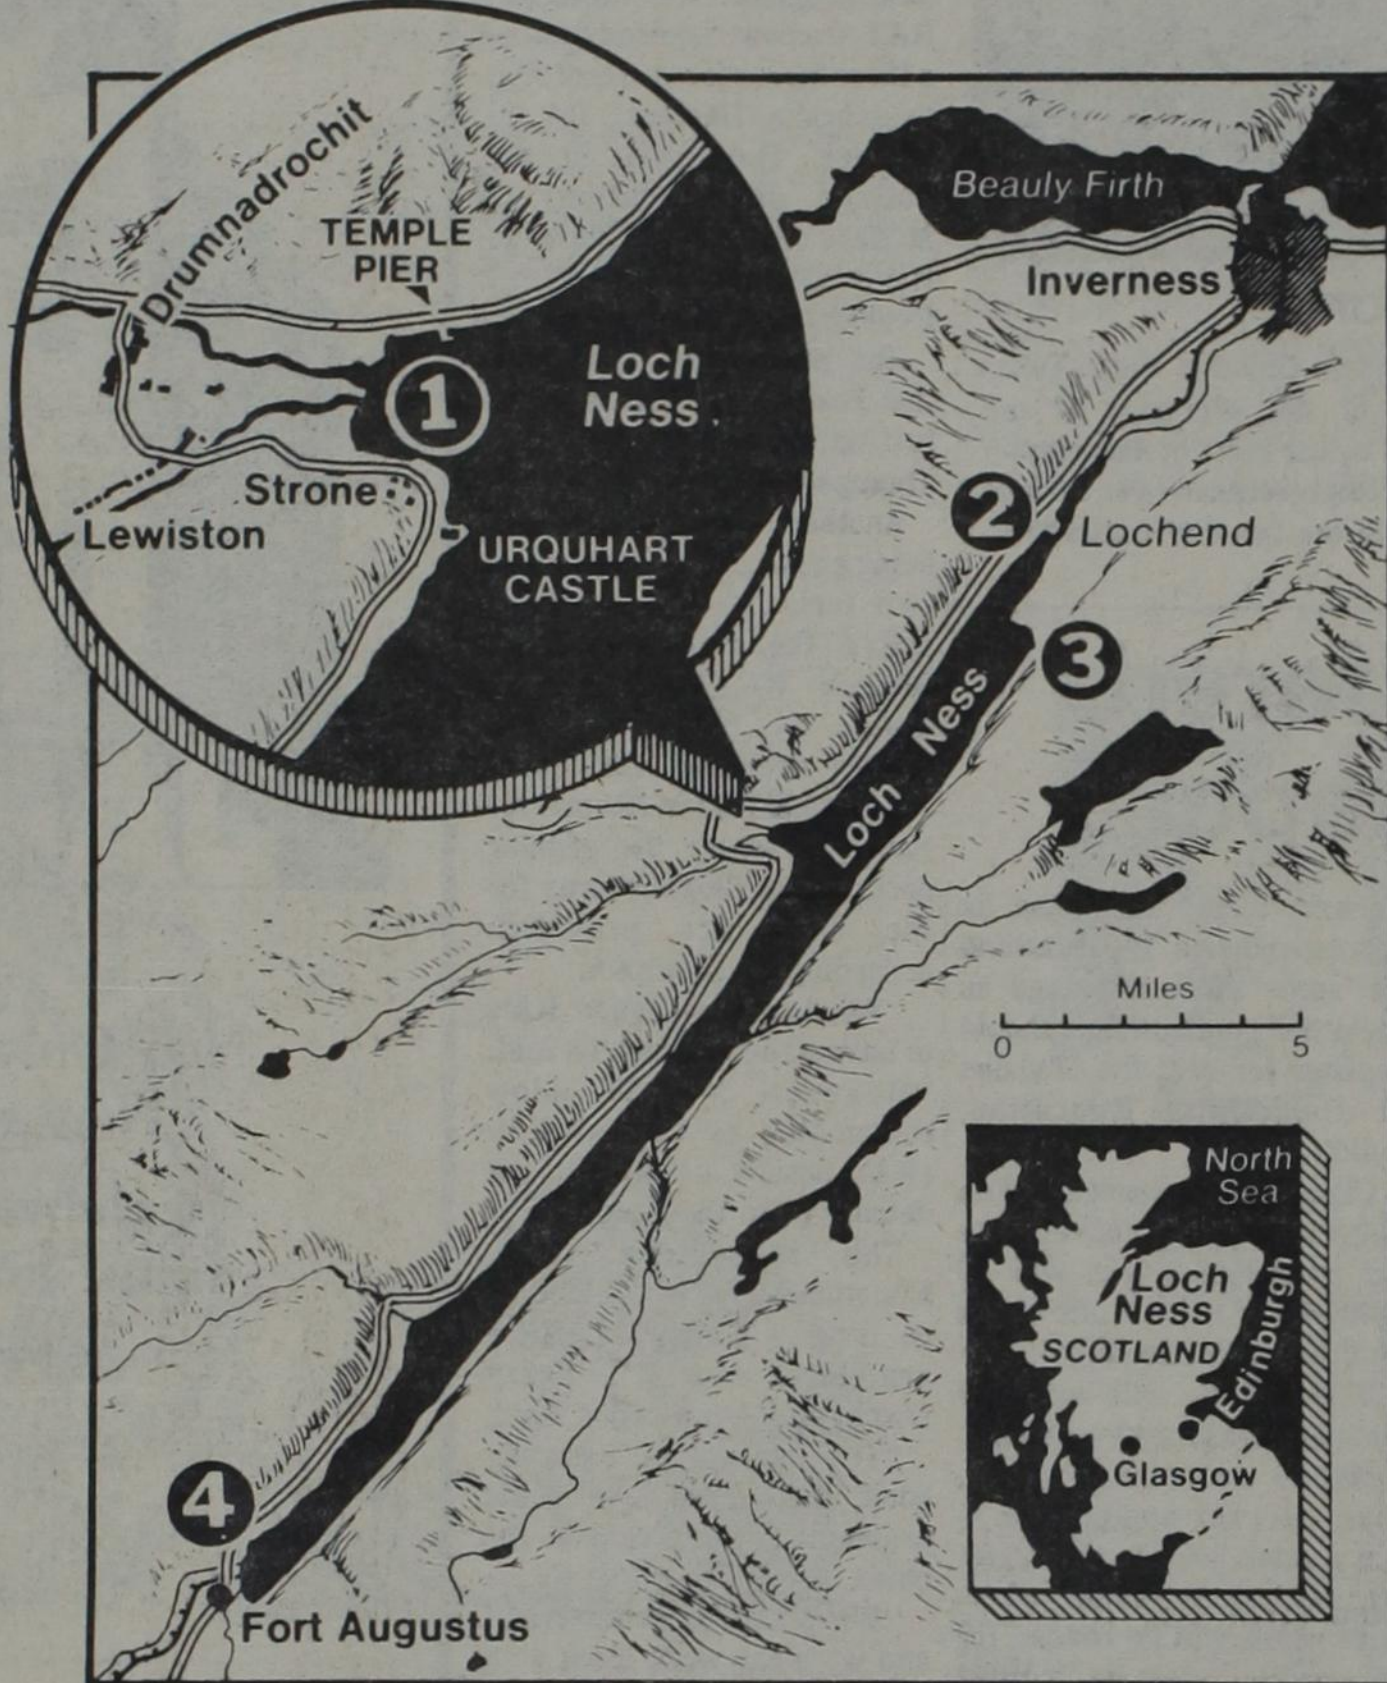 Drumnadrochit
TEMPLE
PIER
1
Loch
Ness
Strone
Lewiston
URQUHART
CASTLE
Beauly Firth
Inverness
2
Lochend
3
Loch Ness
Miles
0 5
North
Sea
Loch
Ness
SCOTLAND
Edinburgh
Glasgow
4
Fort Augustus